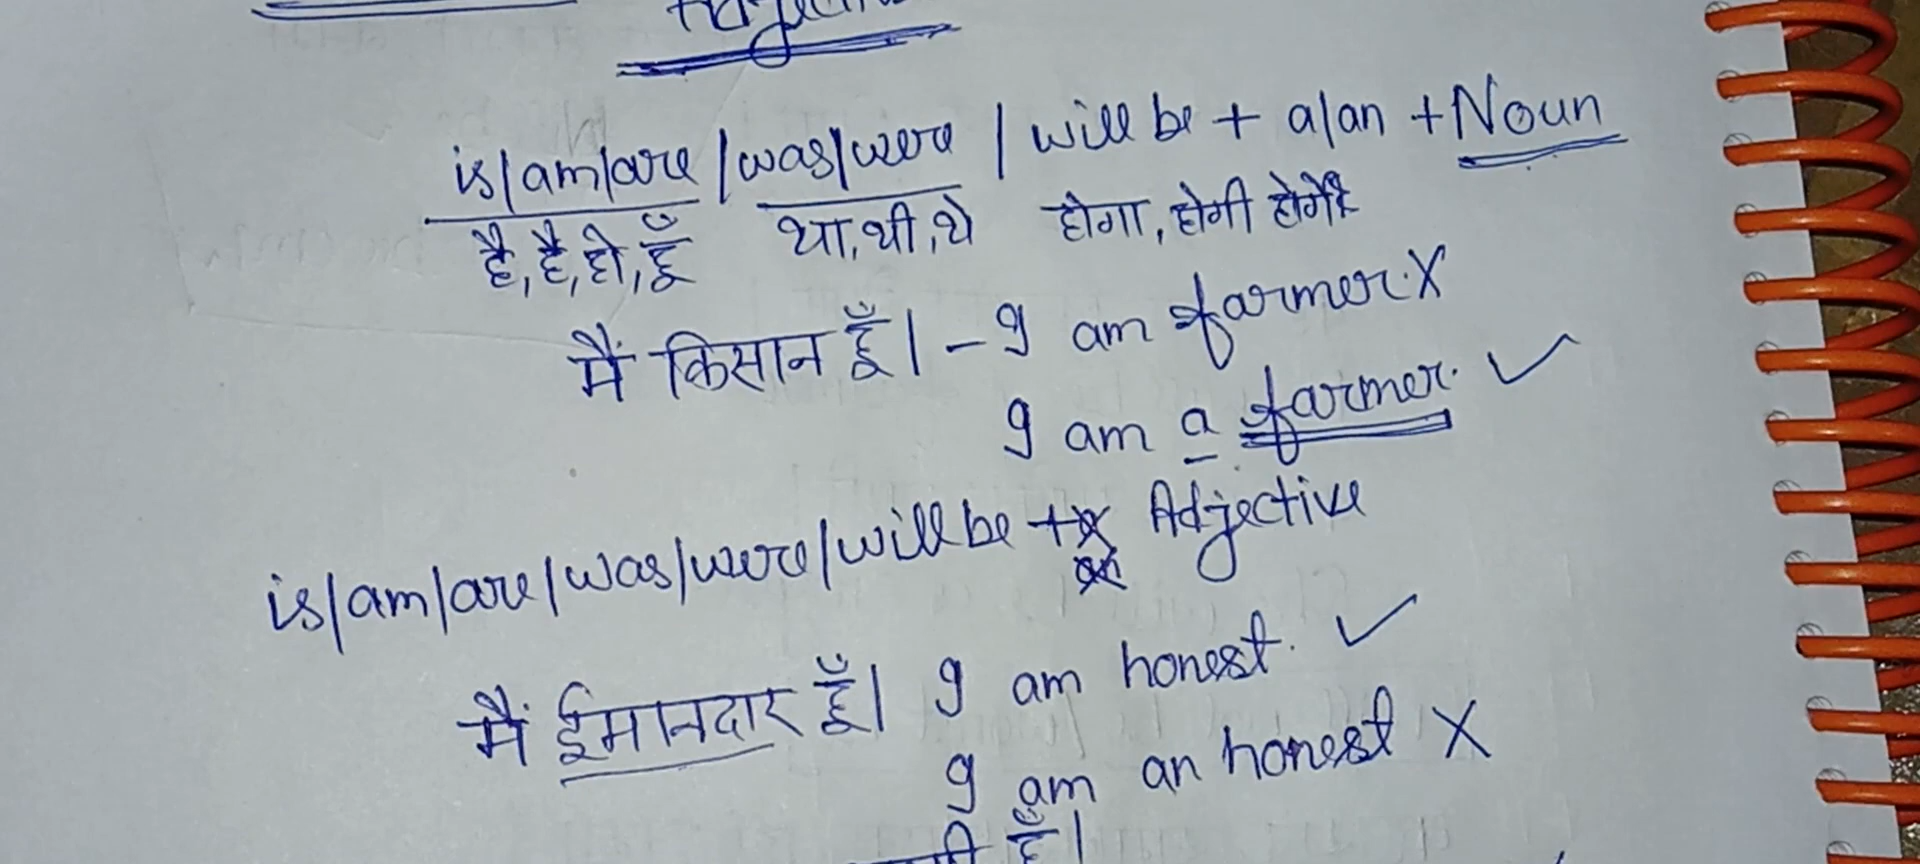 is/am/are/was/were/will be + a/an + Noun
है, है, हो, हूँ था, थी, थे होगा, होगी होगें
मैं किसान हूँ। - I am farmer. X
I am a farmer. ✓
is/am/are/was/were/will be + a Adjective
an
मैं ईमानदार हूँ। I am honest. ✓
I am an honest X
हूँ।